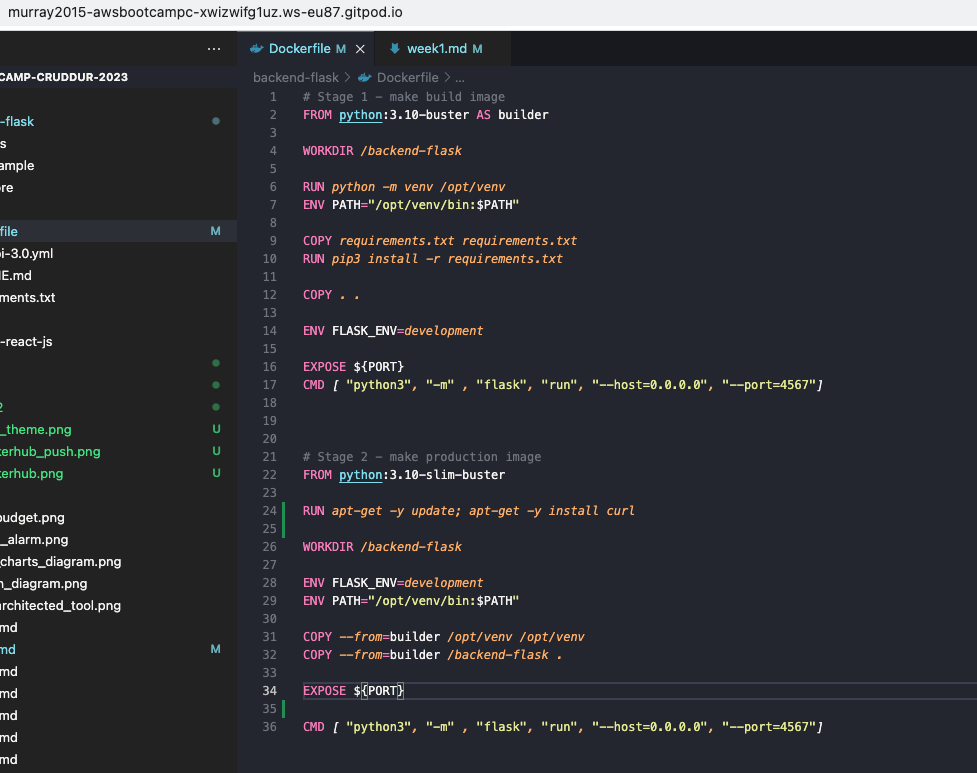 murray2015-awsbootcampc-xwizwifg1uz.ws-eu87.gitpod.io
...
Dockerfile M
week1.md M
CAMP-CRUDDUR-2023
backend-flask > Dockerfile > ...
-flask
s
ample
re
file M
i-3.0.yml
E.md
ments.txt
-react-js
2
_theme.png U
kerhub_push.png U
kerhub.png U
budget.png
_alarm.png
charts_diagram.png
n_diagram.png
architected_tool.png
md
md M
md
md
md
md
md
1 # Stage 1 – make build image
2 FROM python:3.10-buster AS builder
3
4 WORKDIR /backend-flask
5
6 RUN python -m venv /opt/venv
7 ENV PATH="/opt/venv/bin:$PATH"
8
9 COPY requirements.txt requirements.txt
10 RUN pip3 install -r requirements.txt
11
12 COPY . .
13
14 ENV FLASK_ENV=development
15
16 EXPOSE ${PORT}
17 CMD [ "python3", "-m" , "flask", "run", "--host=0.0.0.0", "--port=4567"]
18
19
20
21 # Stage 2 – make production image
22 FROM python:3.10-slim-buster
23
24 RUN apt-get -y update; apt-get -y install curl
25
26 WORKDIR /backend-flask
27
28 ENV FLASK_ENV=development
29 ENV PATH="/opt/venv/bin:$PATH"
30
31 COPY --from=builder /opt/venv /opt/venv
32 COPY --from=builder /backend-flask .
33
34 EXPOSE ${PORT}
35
36 CMD [ "python3", "-m" , "flask", "run", "--host=0.0.0.0", "--port=4567"]